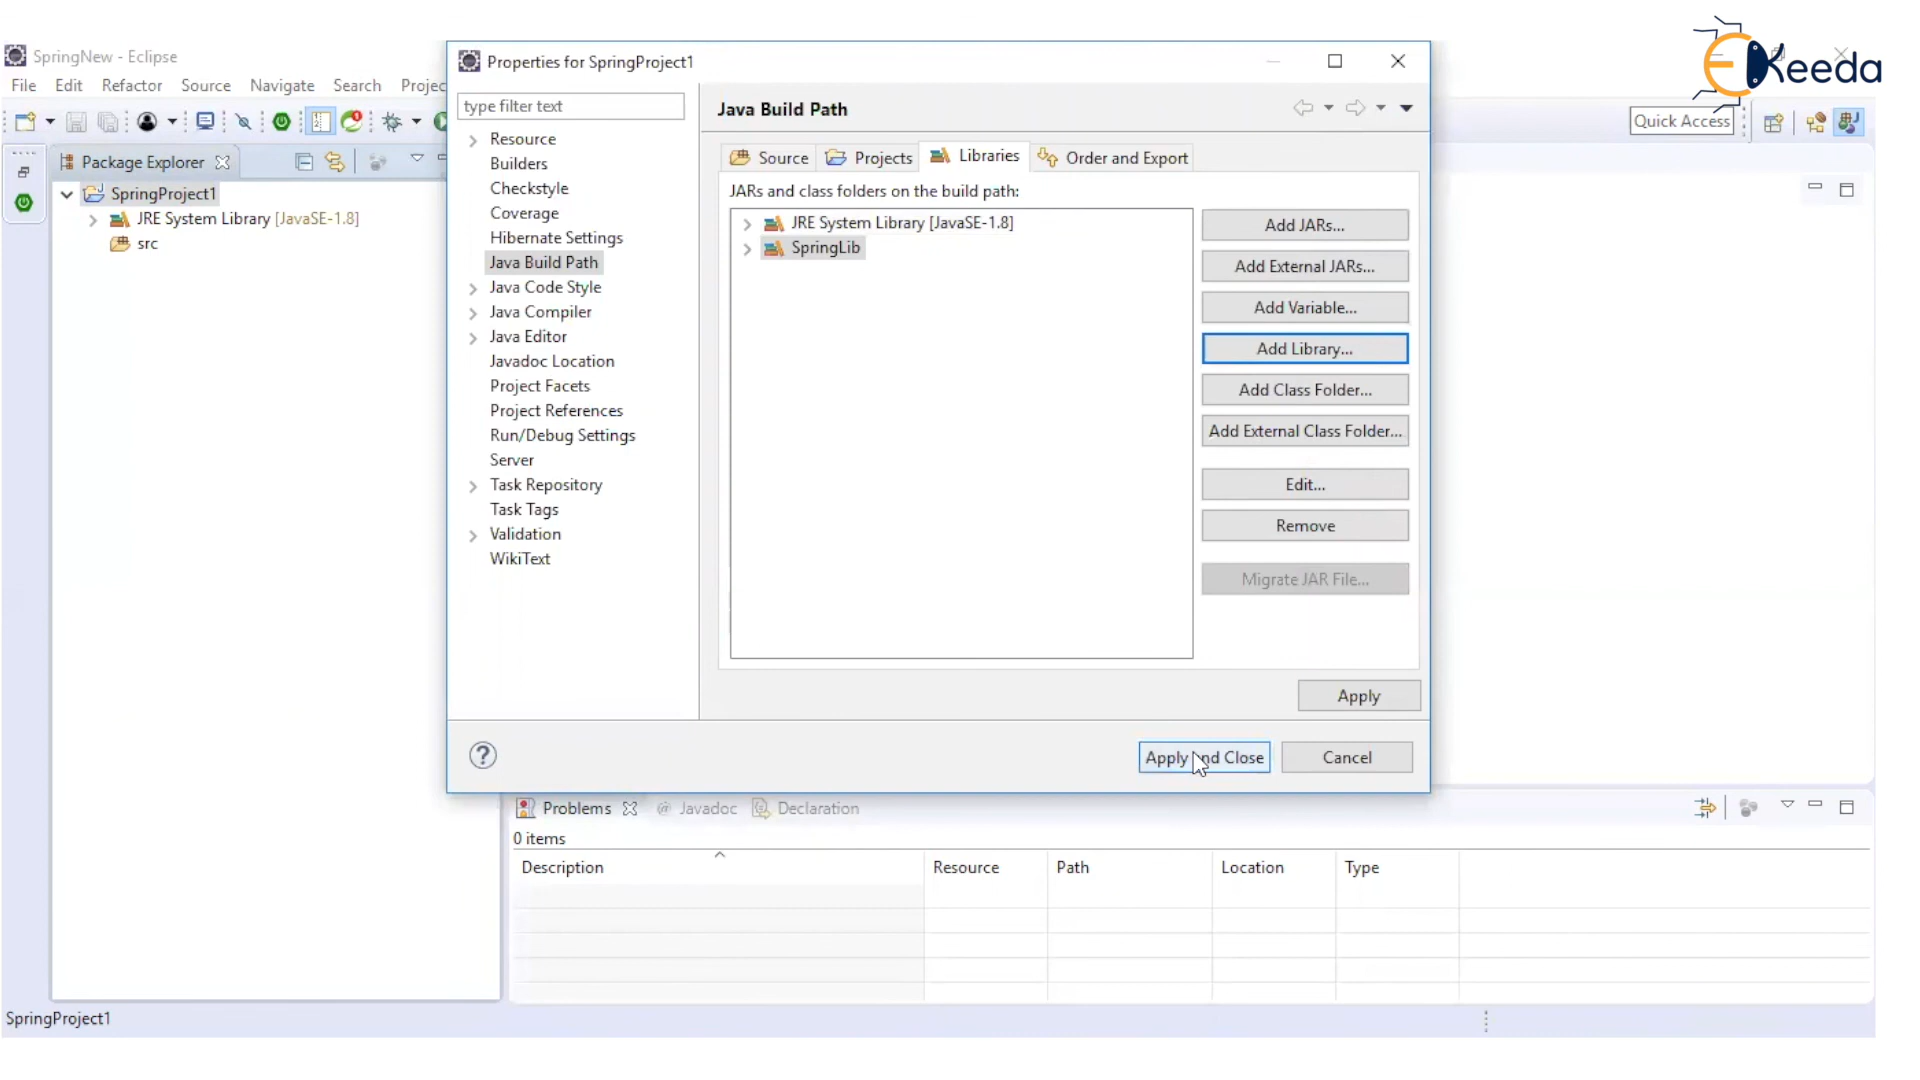 SpringNew - Eclipse
File Edit Refactor Source Navigate Search Projec
Quick Access
Package Explorer
SpringProject1
JRE System Library [JavaSE-1.8]
src
Properties for SpringProject1
type filter text
Resource
Builders
Checkstyle
Coverage
Hibernate Settings
Java Build Path
Java Code Style
Java Compiler
Java Editor
Javadoc Location
Project Facets
Project References
Run/Debug Settings
Server
Task Repository
Task Tags
Validation
WikiText
Java Build Path
Source Projects Libraries Order and Export
JARs and class folders on the build path:
JRE System Library [JavaSE-1.8]
SpringLib
Add JARs...
Add External JARs...
Add Variable...
Add Library...
Add Class Folder...
Add External Class Folder...
Edit...
Remove
Migrate JAR File...
Apply
Apply and Close Cancel
Problems @ Javadoc Declaration
0 items
Description Resource Path Location Type
SpringProject1
EKeeda